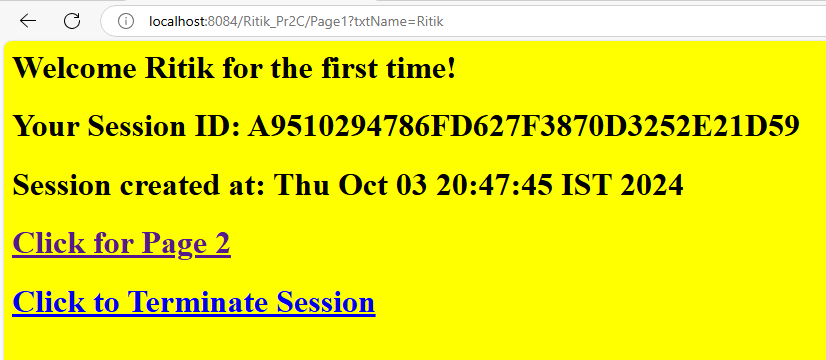 localhost:8084/Ritik_Pr2C/Page1?txtName=Ritik
Welcome Ritik for the first time!
Your Session ID: A9510294786FD627F3870D3252E21D59
Session created at: Thu Oct 03 20:47:45 IST 2024
Click for Page 2
Click to Terminate Session